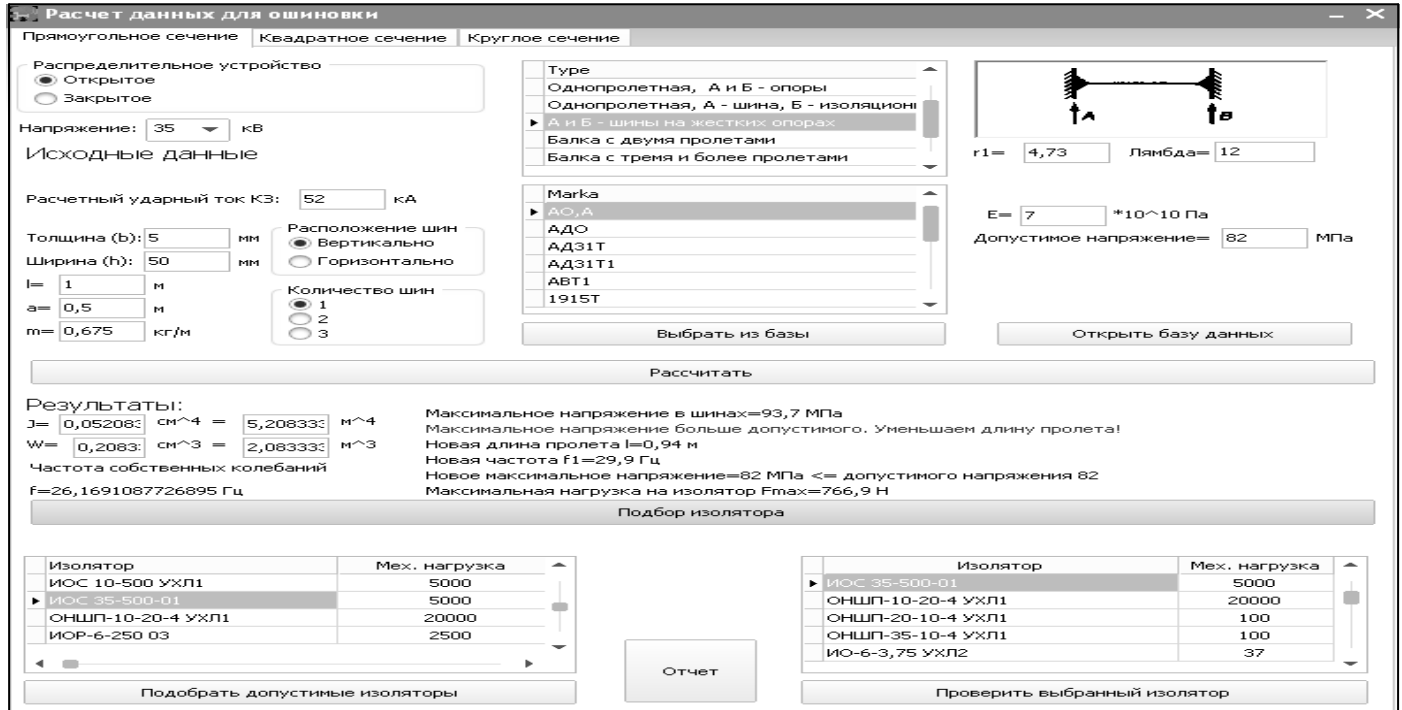 Расчет данных для ошиновки
Прямоугольное сечение Квадратное сечение Круглое сечение
Распределительное устройство
Открытое
Закрытое
Напряжение: 35 кВ
Исходные данные
Расчетный ударный ток КЗ: 52 кА
Толщина (b): 5 мм
Ширина (h): 50 мм
l= 1 м
a= 0,5 м
m= 0,675 кг/м
Расположение шин
Вертикально
Горизонтально
Количество шин
1
2
3
Type
Однопролетная, А и Б - опоры
Однопролетная, А - шина, Б - изоляционн
А и Б - шины на жестких опорах
Балка с двумя пролетами
Балка с тремя и более пролетами
Marka
АО,А
АДО
АД31Т
АД31Т1
АВТ1
1915Т
Выбрать из базы
A B
r1= 4,73 Лямбда= 12
E= 7 *10^10 Па
Допустимое напряжение= 82 МПа
Открыть базу данных
Рассчитать
Результаты:
J= 0,05208 см^4 = 5,20833 м^4
W= 0,2083 см^3 = 2,08333 м^3
Частота собственных колебаний
f=26,1691087726895 Гц
Максимальное напряжение в шинах=93,7 МПа
Максимальное напряжение больше допустимого. Уменьшаем длину пролета!
Новая длина пролета l=0,94 м
Новая частота f1=29,9 Гц
Новое максимальное напряжение=82 МПа <= допустимого напряжения 82
Максимальная нагрузка на изолятор Fmax=766,9 Н
Подбор изолятора
Изолятор Мех. нагрузка
ИОС 10-500 УХЛ1 5000
ИОС 35-500-01 5000
ОНШП-10-20-4 УХЛ1 20000
ИОР-6-250 03 2500
Подобрать допустимые изоляторы
Отчет
Изолятор Мех. нагрузка
ИОС 35-500-01 5000
ОНШП-10-20-4 УХЛ1 20000
ОНШП-20-10-4 УХЛ1 100
ОНШП-35-10-4 УХЛ1 100
ИО-6-3,75 УХЛ2 37
Проверить выбранный изолятор